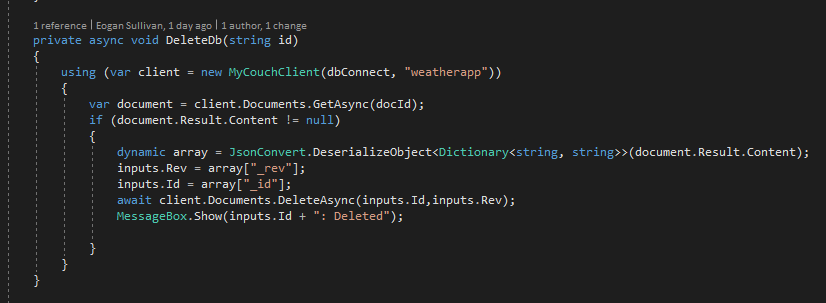 1 reference | Eogan Sullivan, 1 day ago | 1 author, 1 change
private async void DeleteDb(string id)
{
    using (var client = new MyCouchClient(dbConnect, "weatherapp"))
    {
        var document = client.Documents.GetAsync(docId);
        if (document.Result.Content != null)
        {
            dynamic array = JsonConvert.DeserializeObject<Dictionary<string, string>>(document.Result.Content);
            inputs.Rev = array["_rev"];
            inputs.Id = array["_id"];
            await client.Documents.DeleteAsync(inputs.Id,inputs.Rev);
            MessageBox.Show(inputs.Id + ": Deleted");
        }
    }
}